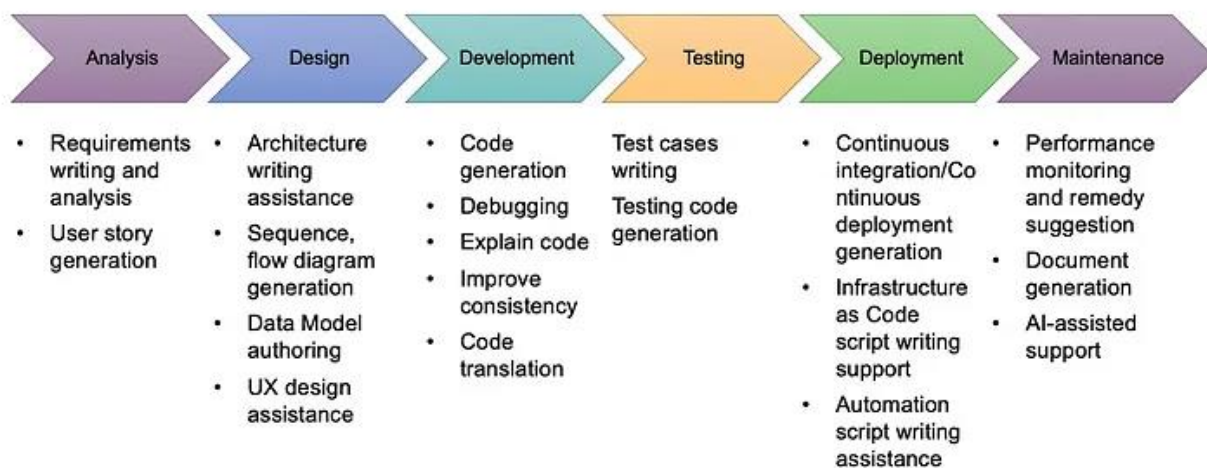 Analysis
Design
Development
Testing
Deployment
Maintenance
• Requirements
writing and
analysis
• User story
generation
• Architecture
writing
assistance
• Sequence,
flow diagram
generation
• Data Model
authoring
• UX design
assistance
• Code
generation
• Debugging
• Explain code
• Improve
consistency
• Code
translation
Test cases
writing
Testing code
generation
• Continuous
integration/Co
ntinuous
deployment
generation
• Infrastructure
as Code
script writing
support
• Automation
script writing
assistance
• Performance
monitoring
and remedy
suggestion
• Document
generation
• AI-assisted
support